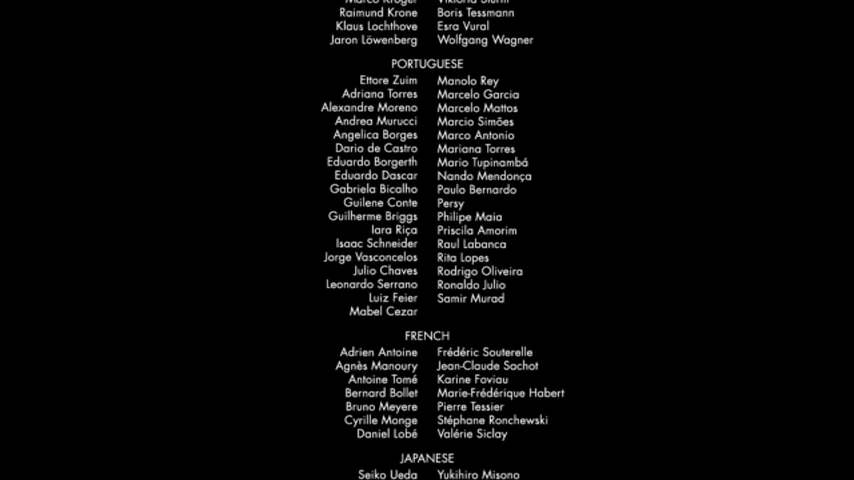 Marco Kröger Viktoria Sturm
Raimund Krone Boris Tessmann
Klaus Lochthove Esra Vural
Jaron Löwenberg Wolfgang Wagner
PORTUGUESE
Ettore Zuim Manolo Rey
Adriana Torres Marcelo Garcia
Alexandre Moreno Marcelo Mattos
Andrea Murucci Marcio Simões
Angelica Borges Marco Antonio
Dario de Castro Mariana Torres
Eduardo Borgerth Mario Tupinambá
Eduardo Dascar Nando Mendonça
Gabriela Bicalho Paulo Bernardo
Guilene Conte Persy
Guilherme Briggs Philipe Maia
Iara Riça Priscila Amorim
Isaac Schneider Raul Labanca
Jorge Vasconcelos Rita Lopes
Julio Chaves Rodrigo Oliveira
Leonardo Serrano Ronaldo Julio
Luiz Feier Samir Murad
Mabel Cezar
FRENCH
Adrien Antoine Frédéric Souterelle
Agnès Manoury Jean-Claude Sachot
Antoine Tomé Karine Foviau
Bernard Bollet Marie-Frédérique Habert
Bruno Meyere Pierre Tessier
Cyrille Monge Stéphane Ronchewski
Daniel Lobé Valérie Siclay
JAPANESE
Seiko Ueda Yukihiro Misono